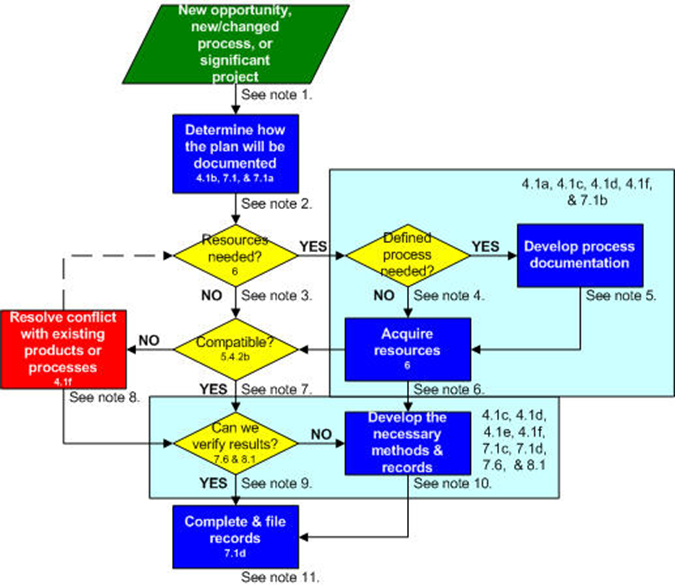 New opportunity,
new/changed
process, or
significant
project
See note 1.
Determine how
the plan will be
documented
4.1b, 7.1, & 7.1a
See note 2.
4.1a, 4.1c, 4.1d, 4.1f,
& 7.1b
Resources
needed?
6
YES
Defined
process
needed?
YES
Develop process
documentation
NO
See note 3.
NO
See note 4.
See note 5.
Resolve conflict
with existing
products or
processes
4.1f
NO
Compatible?
5.4.2b
Acquire
resources
6
See note 8.
YES
See note 7.
See note 6.
Can we
verify results?
7.6 & 8.1
NO
Develop the
necessary
methods &
records
4.1c, 4.1d,
4.1e, 4.1f,
7.1c, 7.1d,
7.6, & 8.1
YES
See note 9.
See note 10.
Complete & file
records
7.1d
See note 11.